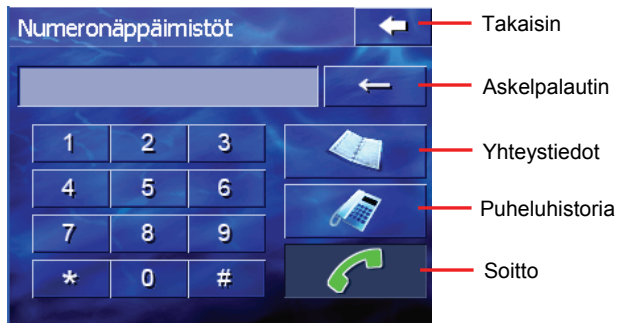 Numeronäppäimistöt
Takaisin
Askelpalautin
1 2 3
Yhteystiedot
4 5 6
Puheluhistoria
7 8 9
* 0 #
Soitto